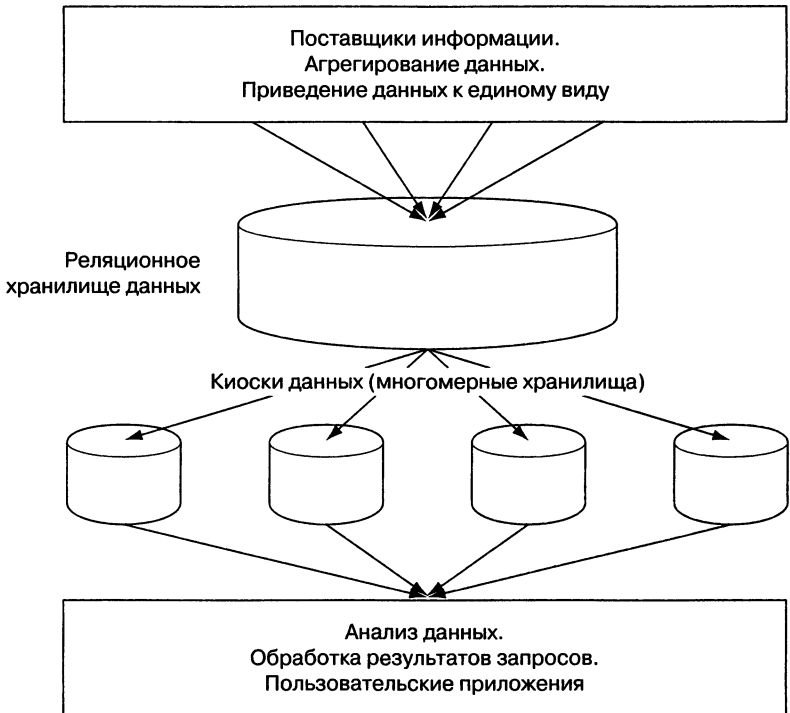 Поставщики информации.
Агрегирование данных.
Приведение данных к единому виду
Реляционное
хранилище данных
Киоски данных (многомерные хранилища)
Анализ данных.
Обработка результатов запросов.
Пользовательские приложения